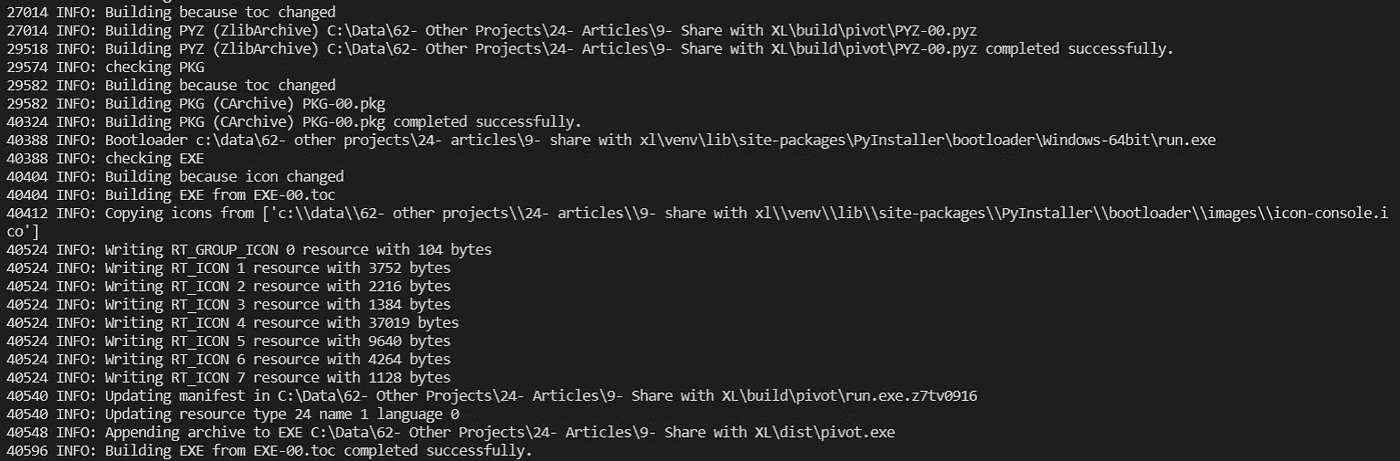 27014 INFO: Building because toc changed
27014 INFO: Building PYZ (ZlibArchive) C:\Data\62- Other Projects\24- Articles\9- Share with XL\build\pivot\PYZ-00.pyz
29518 INFO: Building PYZ (ZlibArchive) C:\Data\62- Other Projects\24- Articles\9- Share with XL\build\pivot\PYZ-00.pyz completed successfully.
29574 INFO: checking PKG
29582 INFO: Building because toc changed
29582 INFO: Building PKG (CArchive) PKG-00.pkg
40324 INFO: Building PKG (CArchive) PKG-00.pkg completed successfully.
40388 INFO: Bootloader c:\data\62- other projects\24- articles\9- share with xl\venv\lib\site-packages\PyInstaller\bootloader\Windows-64bit\run.exe
40388 INFO: checking EXE
40404 INFO: Building because icon changed
40404 INFO: Building EXE from EXE-00.toc
40412 INFO: Copying icons from ['c:\\data\\62- other projects\\24- articles\\9- share with xl\\venv\\lib\\site-packages\\PyInstaller\\bootloader\\images\\icon-console.i
co']
40524 INFO: Writing RT_GROUP_ICON 0 resource with 104 bytes
40524 INFO: Writing RT_ICON 1 resource with 3752 bytes
40524 INFO: Writing RT_ICON 2 resource with 2216 bytes
40524 INFO: Writing RT_ICON 3 resource with 1384 bytes
40524 INFO: Writing RT_ICON 4 resource with 37019 bytes
40524 INFO: Writing RT_ICON 5 resource with 9640 bytes
40524 INFO: Writing RT_ICON 6 resource with 4264 bytes
40524 INFO: Writing RT_ICON 7 resource with 1128 bytes
40540 INFO: Updating manifest in C:\Data\62- Other Projects\24- Articles\9- Share with XL\build\pivot\run.exe.z7tv0916
40540 INFO: Updating resource type 24 name 1 language 0
40548 INFO: Appending archive to EXE C:\Data\62- Other Projects\24- Articles\9- Share with XL\dist\pivot.exe
40596 INFO: Building EXE from EXE-00.toc completed successfully.